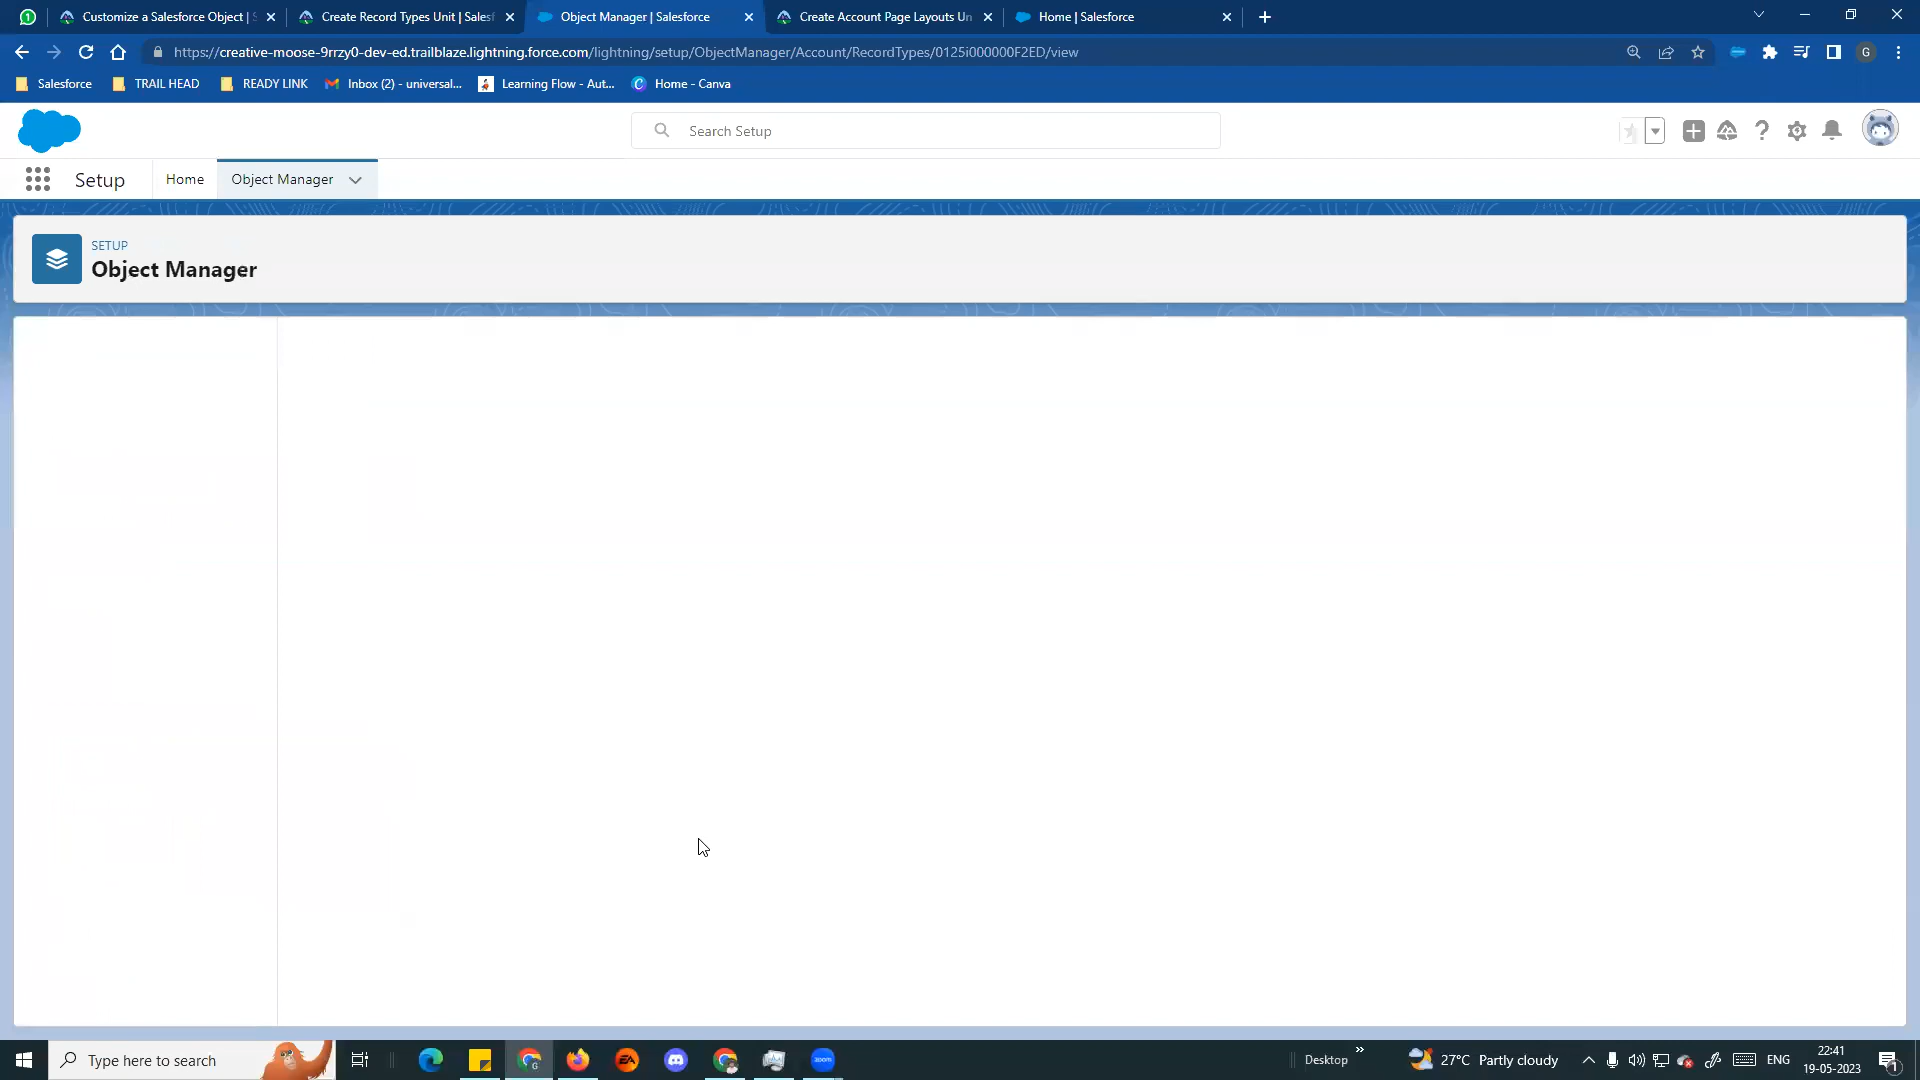 Customize a Salesforce Object | S
Create Record Types Unit | Salesf
Object Manager | Salesforce
Create Account Page Layouts Un
Home | Salesforce
https://creative-moose-9rrzy0-dev-ed.trailblaze.lightning.force.com/lightning/setup/ObjectManager/Account/RecordTypes/0125i000000F2ED/view
G
Salesforce
TRAIL HEAD
READY LINK
Inbox (2) - universal...
Learning Flow - Aut...
Home - Canva
Search Setup
Setup
Home
Object Manager
SETUP
Object Manager
Type here to search
EA
zoom
Desktop
27°C Partly cloudy
ENG
22:41
19-05-2023
1